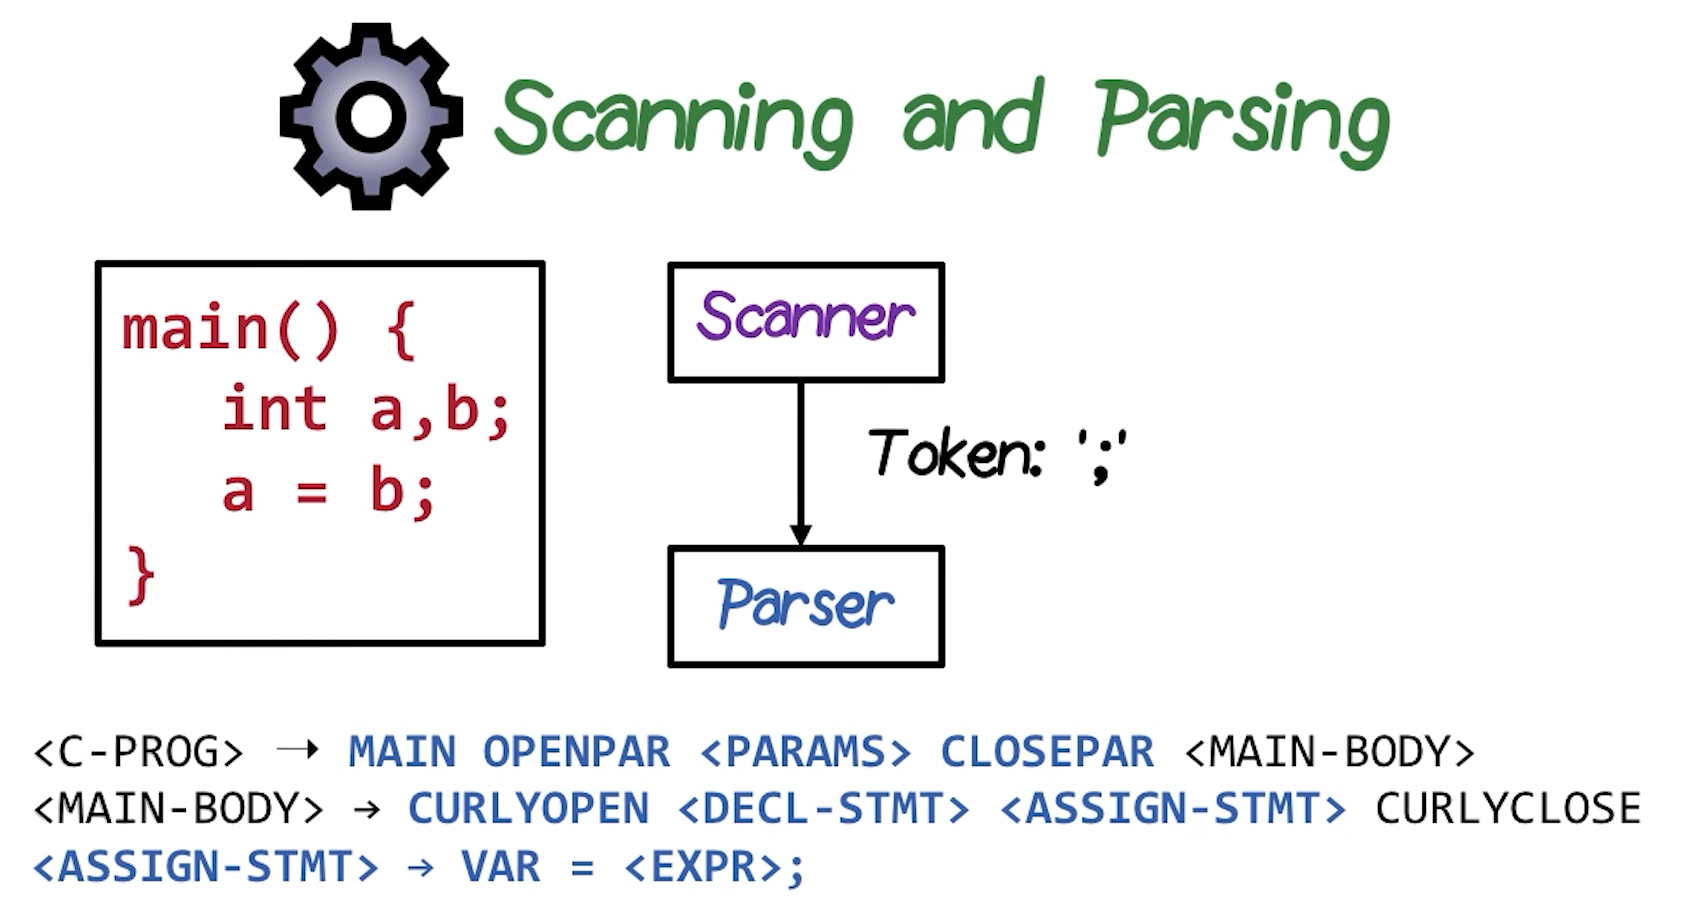 Scanning and Parsing
main() {
int a,b;
a = b;
}
Scanner
Token: ';'
Parser
<C-PROG> → MAIN OPENPAR <PARAMS> CLOSEPAR <MAIN-BODY>
<MAIN-BODY> → CURLYOPEN <DECL-STMT> <ASSIGN-STMT> CURLYCLOSE
<ASSIGN-STMT> → VAR = <EXPR>;